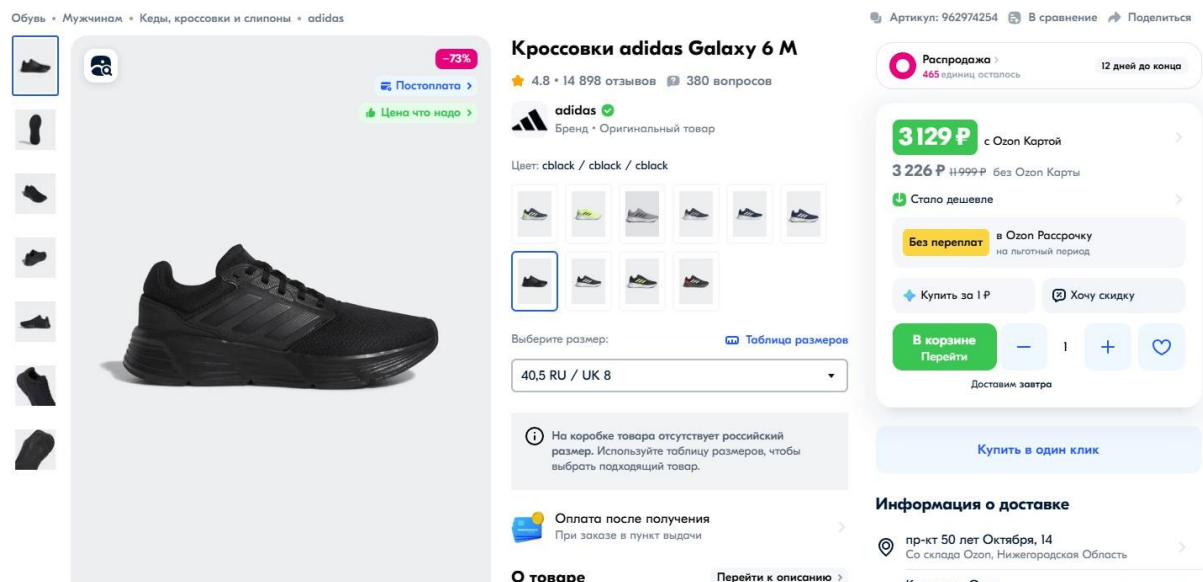 Обувь • Мужчинам • Кеды, кроссовки и слипоны • adidas
Артикул: 962974254 В сравнение Поделиться
-73%
Постоплата
Цена что надо
Кроссовки adidas Galaxy 6 M
4.8 • 14 898 отзывов 380 вопросов
adidas
Бренд • Оригинальный товар
Цвет: cblack / cblack / cblack
Выберите размер: Таблица размеров
40,5 RU / UK 8
На коробке товара отсутствует российский
размер. Используйте таблицу размеров, чтобы
выбрать подходящий товар.
Оплата после получения
При заказе в пункт выдачи
О товаре Перейти к описанию
Распродажа
465 единиц осталось
12 дней до конца
3 129 ₽ с Ozon Картой
3 226 ₽ 11 999 ₽ без Ozon Карты
Стало дешевле
Без переплат
в Ozon Рассрочку
на льготный период
Купить за 1 ₽ Хочу скидку
В корзине
Перейти
1
Доставим завтра
Купить в один клик
Информация о доставке
пр-кт 50 лет Октября, 14
Со склада Ozon, Нижегородская Область